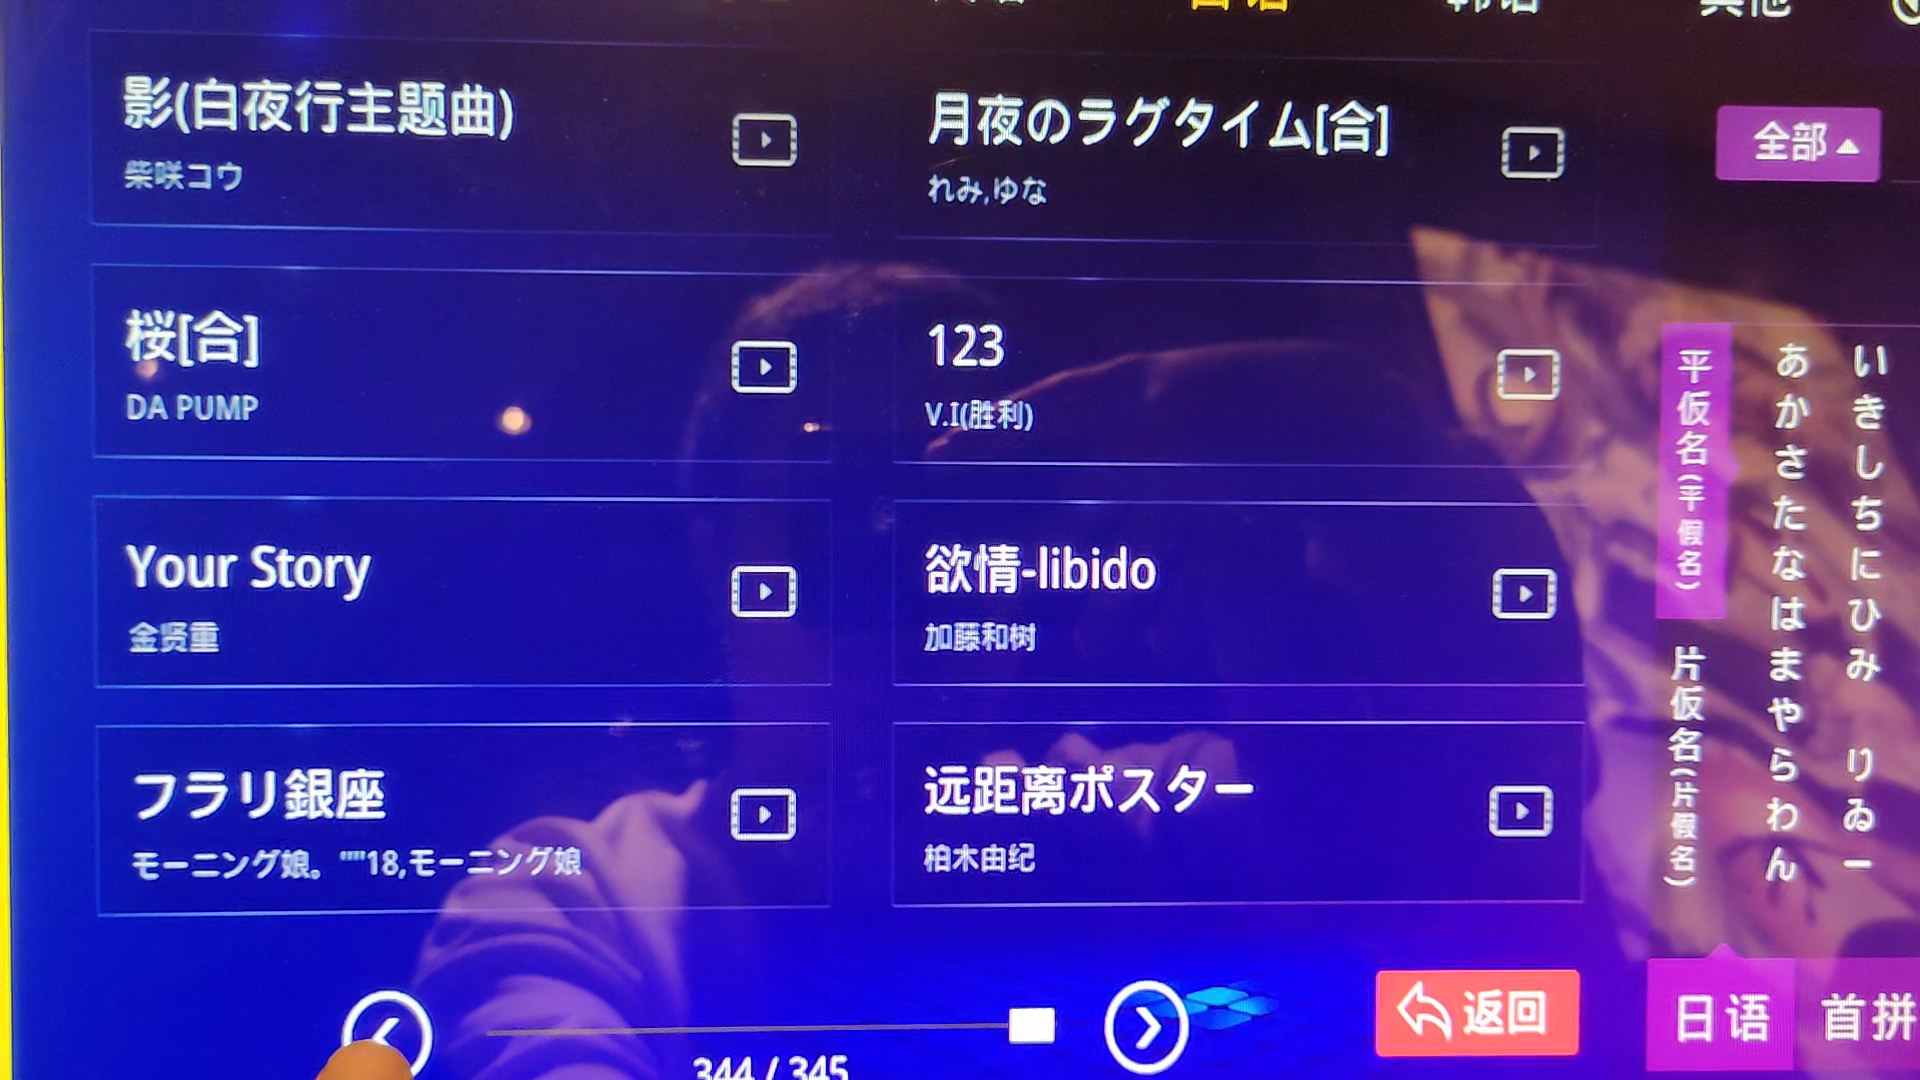 日语
其他
影(白夜行主题曲)
柴咲コウ
月夜のラグタイム[合]
れみ,ゆな
全部
桜[合]
DA PUMP
123
V.I(胜利)
Your Story
金贤重
欲情-libido
加藤和树
フラリ銀座
モーニング娘。""18,モーニング娘
远距离ポスター
柏木由纪
平仮名(平假名)
片仮名(片假名)
あかさたなはまやらわん
いきしちにひみ りゐー
344 / 345
返回
日语
首拼